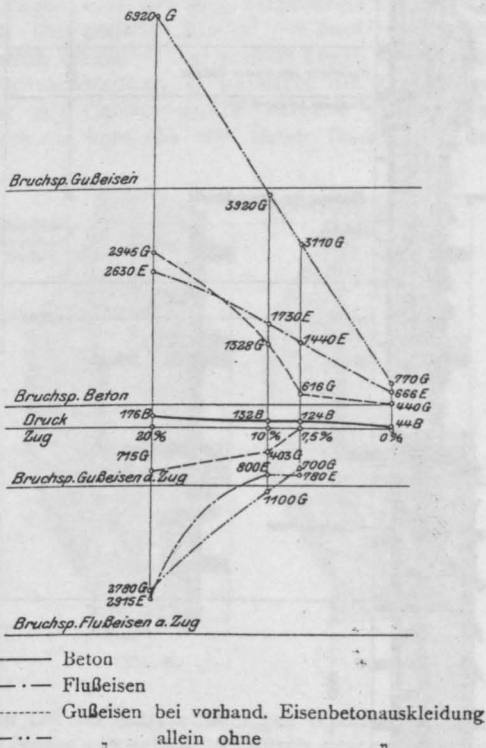 6920 G
Bruchsp. Gußeisen
3920 G
3110 G
2945 G
2630 E
1730 E
1328 G
1440 E
616 G
770 G
666 E
440 G
Bruchsp. Beton
Druck
176 B
132 B
124 B
44 B
Zug
20 %
10 %
7,5 %
0 %
715 G
403 G
800 E
700 G
780 E
Bruchsp. Gußeisen a. Zug
1100 G
2780 G
2915 E
Bruchsp. Flußeisen a. Zug
Beton
Flußeisen
Gußeisen bei vorhand. Eisenbetonauskleidung
„ allein ohne „